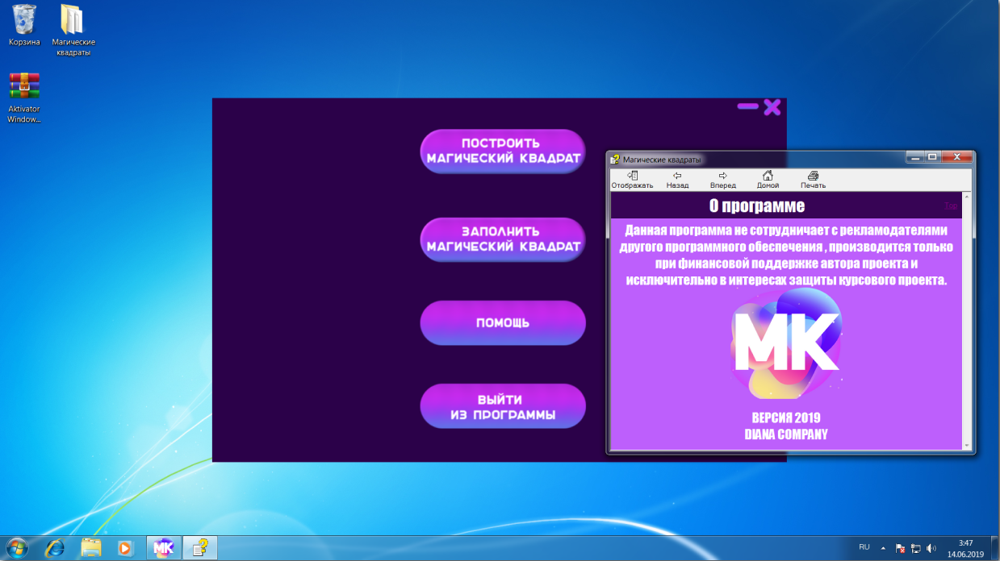 Корзина
Магические
квадраты
Aktivator
Window...
ПОСТРОИТЬ
МАГИЧЕСКИЙ КВАДРАТ
ЗАПОЛНИТЬ
МАГИЧЕСКИЙ КВАДРАТ
ПОМОЩЬ
ВЫЙТИ
ИЗ ПРОГРАММЫ
Магические квадраты
Отображать Назад Вперед Домой Печать
О программе
Top
Данная программа не сотрудничает с рекламодателями
другого программного обеспечения , производится только
при финансовой поддержке автора проекта и
исключительно в интересах защиты курсового проекта.
МК
ВЕРСИЯ 2019
DIANA COMPANY
МК
RU
3:47
14.06.2019